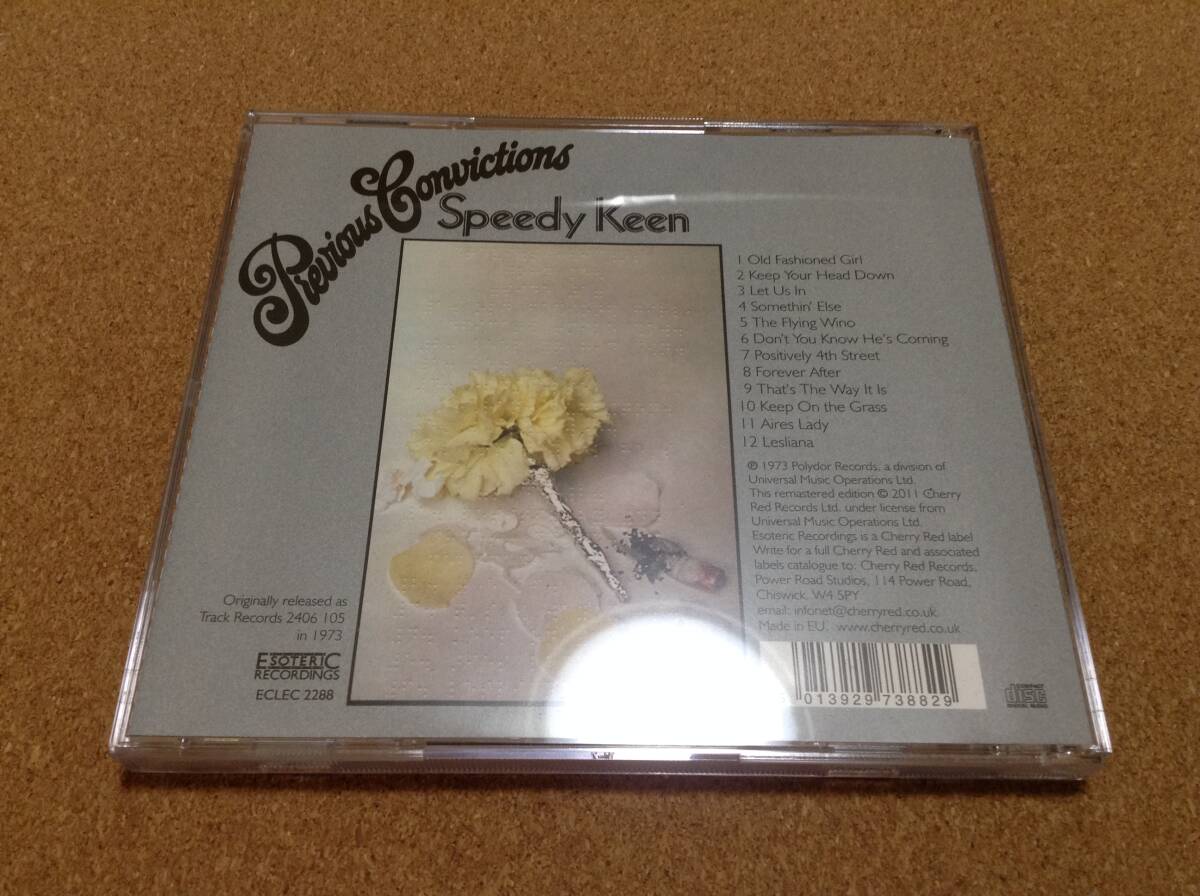 Previous Convictions
Speedy Keen
1 Old Fashioned Girl
2 Keep Your Head Down
3 Let Us In
4 Somethin' Else
5 The Flying Wino
6 Don't You Know He's Coming
7 Positively 4th Street
8 Forever After
9 That's The Way It Is
10 Keep On the Grass
11 Aires Lady
12 Lesliana
℗ 1973 Polydor Records, a division of
Universal Music Operations Ltd.
This remastered edition © 2011 Cherry
Red Records Ltd. under license from
Universal Music Operations Ltd.
Esoteric Recordings is a Cherry Red label
Write for a full Cherry Red and associated
labels catalogue to: Cherry Red Records,
Power Road Studios, 114 Power Road,
Chiswick, W4 5PY
email: infonet@cherryred.co.uk
Made in EU. www.cherryred.co.uk
Originally released as
Track Records 2406 105
in 1973
ESOTERIC
RECORDINGS
ECLEC 2288
013929 738829
COMPACT
disc
DIGITAL AUDIO